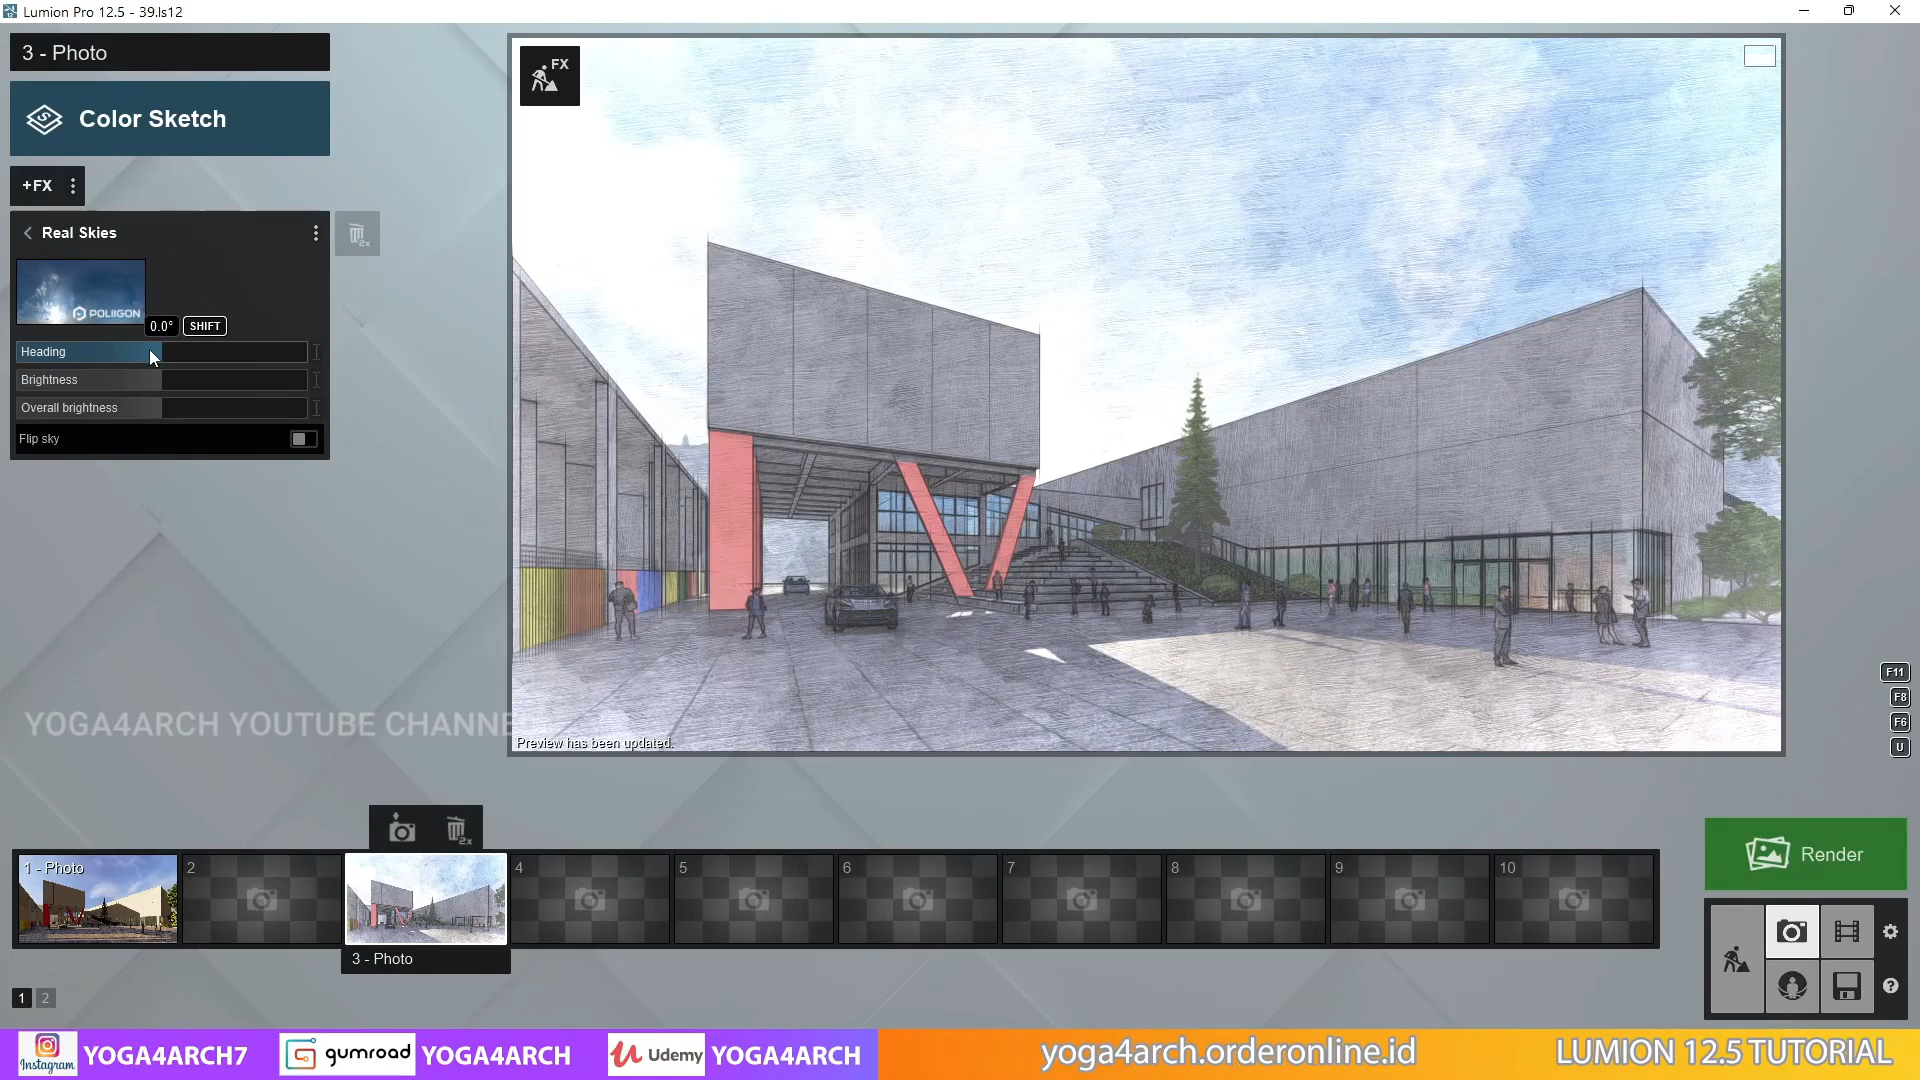 Lumion Pro 12.5 - 39.ls12
3 - Photo
Color Sketch
+FX
Real Skies
2x
POLIIGON
0.0° SHIFT
Heading
Brightness
Overall brightness
Flip sky
FX
Preview has been updated.
F11
F8
F6
U
YOGA4ARCH YOUTUBE CHANNE
2x
1 - Photo
2
4
5
6
7
8
9
10
3 - Photo
Render
1 2
?
Instagram YOGA4ARCH7 gumroad YOGA4ARCH Udemy YOGA4ARCH yoga4arch.orderonline.id LUMION 12.5 TUTORIAL